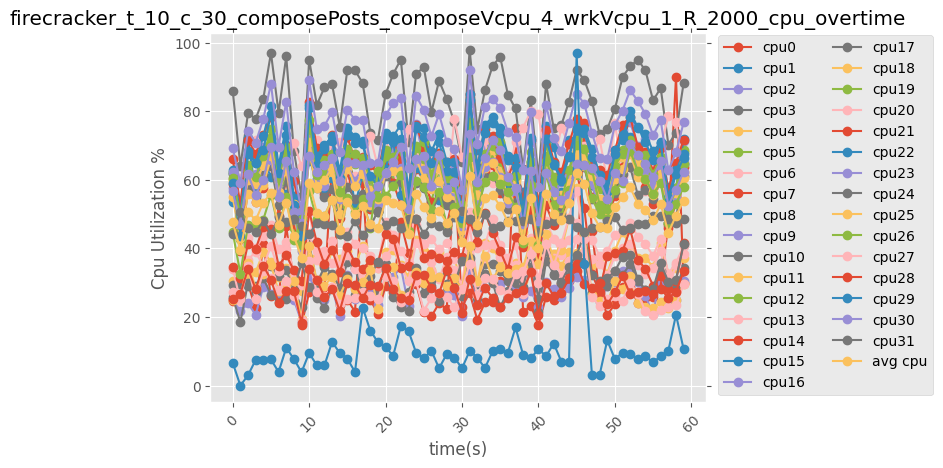 firecracker_t_10_c_30_composePosts_composeVcpu_4_wrkVcpu_1_R_2000_cpu_overtime
100
80
60
40
20
0
Cpu Utilization %
0
10
20
30
40
50
60
time(s)
cpu0
cpu1
cpu2
cpu3
cpu4
cpu5
cpu6
cpu7
cpu8
cpu9
cpu10
cpu11
cpu12
cpu13
cpu14
cpu15
cpu16
cpu17
cpu18
cpu19
cpu20
cpu21
cpu22
cpu23
cpu24
cpu25
cpu26
cpu27
cpu28
cpu29
cpu30
cpu31
avg cpu